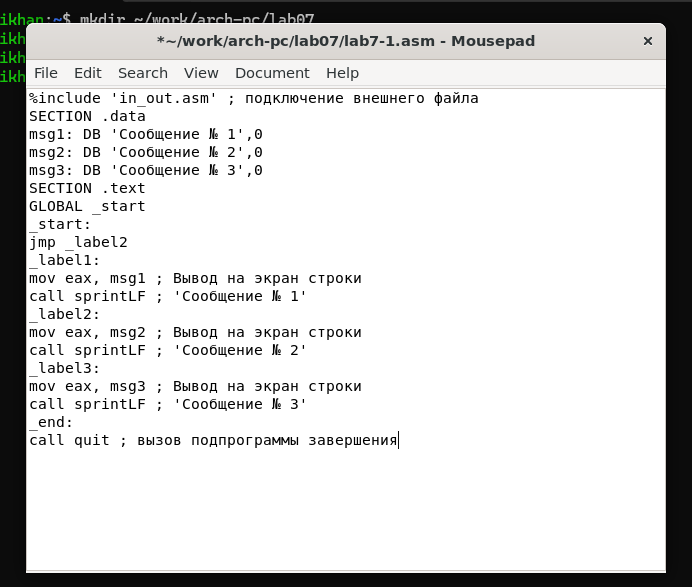 ikhan:~$ mkdir ~/work/arch-pc/lab07
ikh
ikh
ikh
*~/work/arch-pc/lab07/lab7-1.asm - Mousepad
×
File Edit Search View Document Help
%include 'in_out.asm' ; подключение внешнего файла
SECTION .data
msg1: DB 'Сообщение № 1',0
msg2: DB 'Сообщение № 2',0
msg3: DB 'Сообщение № 3',0
SECTION .text
GLOBAL _start
_start:
jmp _label2
_label1:
mov eax, msg1 ; Вывод на экран строки
call sprintLF ; 'Сообщение № 1'
_label2:
mov eax, msg2 ; Вывод на экран строки
call sprintLF ; 'Сообщение № 2'
_label3:
mov eax, msg3 ; Вывод на экран строки
call sprintLF ; 'Сообщение № 3'
_end:
call quit ; вызов подпрограммы завершения